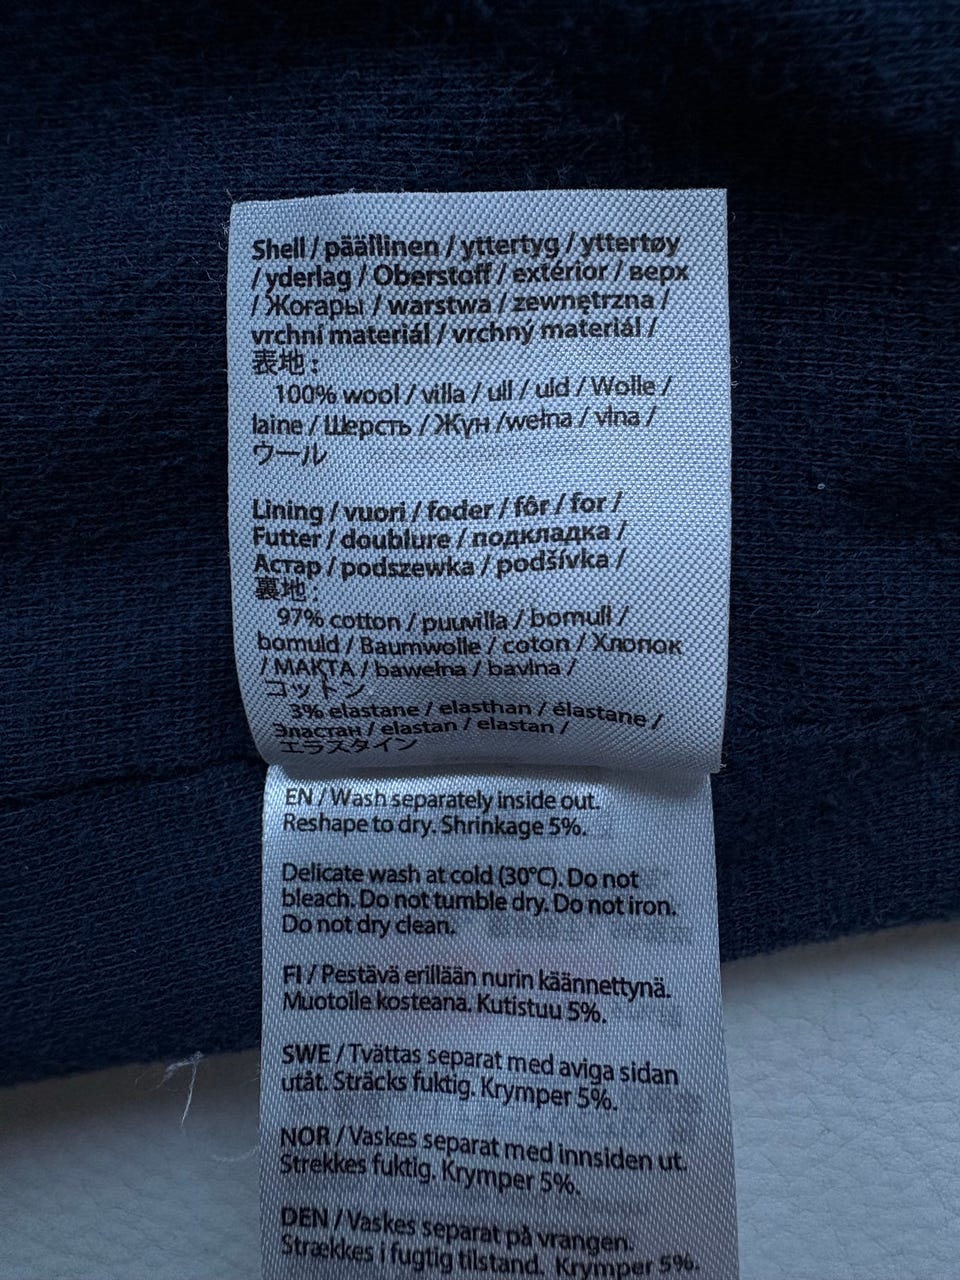 Shell / päällinen / yttertyg / yttertøy
/ yderlag / Oberstoff / extérior / верх
/ Жоғарғы / warstwa / zewnętrzna /
vrchní materiál / vrchný materiál /
表地 :
100% wool / villa / ull / uld / Wolle /
laine / Шерсть / Жүн /wełna / vlna /
ウール
Lining / vuori / foder / fôr / for /
Futter / doublure / подкладка /
Астар / podszewka / podšívka /
裏地 :
97% cotton / puuvilla / bomull /
bomuld / Baumwolle / coton / Хлопок
/ МАҚТА / bawełna / bavlna /
コットン
3% elastane / elasthan / élastane /
Эластан / elastan / elastan /
エラスタイン
EN / Wash separately inside out.
Reshape to dry. Shrinkage 5%.
Delicate wash at cold (30°C). Do not
bleach. Do not tumble dry. Do not iron.
Do not dry clean.
FI / Pestävä erillään nurin käännettynä.
Muotoile kosteana. Kutistuu 5%.
SWE / Tvättas separat med aviga sidan
utåt. Sträcks fuktig. Krymper 5%.
NOR / Vaskes separat med innsiden ut.
Strekkes fuktig. Krymper 5%.
DEN / Vaskes separat på vrangen.
Strækkes i fugtig tilstand. Krymper 5%.